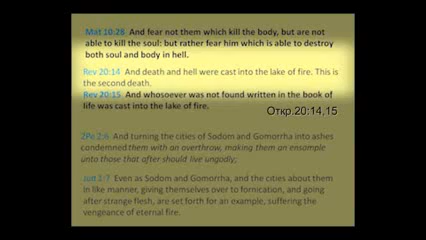 Mat 10:28 And fear not them which kill the body, but are not
able to kill the soul: but rather fear him which is able to destroy
both soul and body in hell.
Rev 20:14 And death and hell were cast into the lake of fire. This is
the second death.
Rev 20:15 And whosoever was not found written in the book of
life was cast into the lake of fire.
Откр.20:14,15
2Pe 2:6 And turning the cities of Sodom and Gomorrha into ashes
condemned them with an overthrow, making them an ensample
unto those that after should live ungodly;
Jud 1:7 Even as Sodom and Gomorrha, and the cities about them
in like manner, giving themselves over to fornication, and going
after strange flesh, are set forth for an example, suffering the
vengeance of eternal fire.